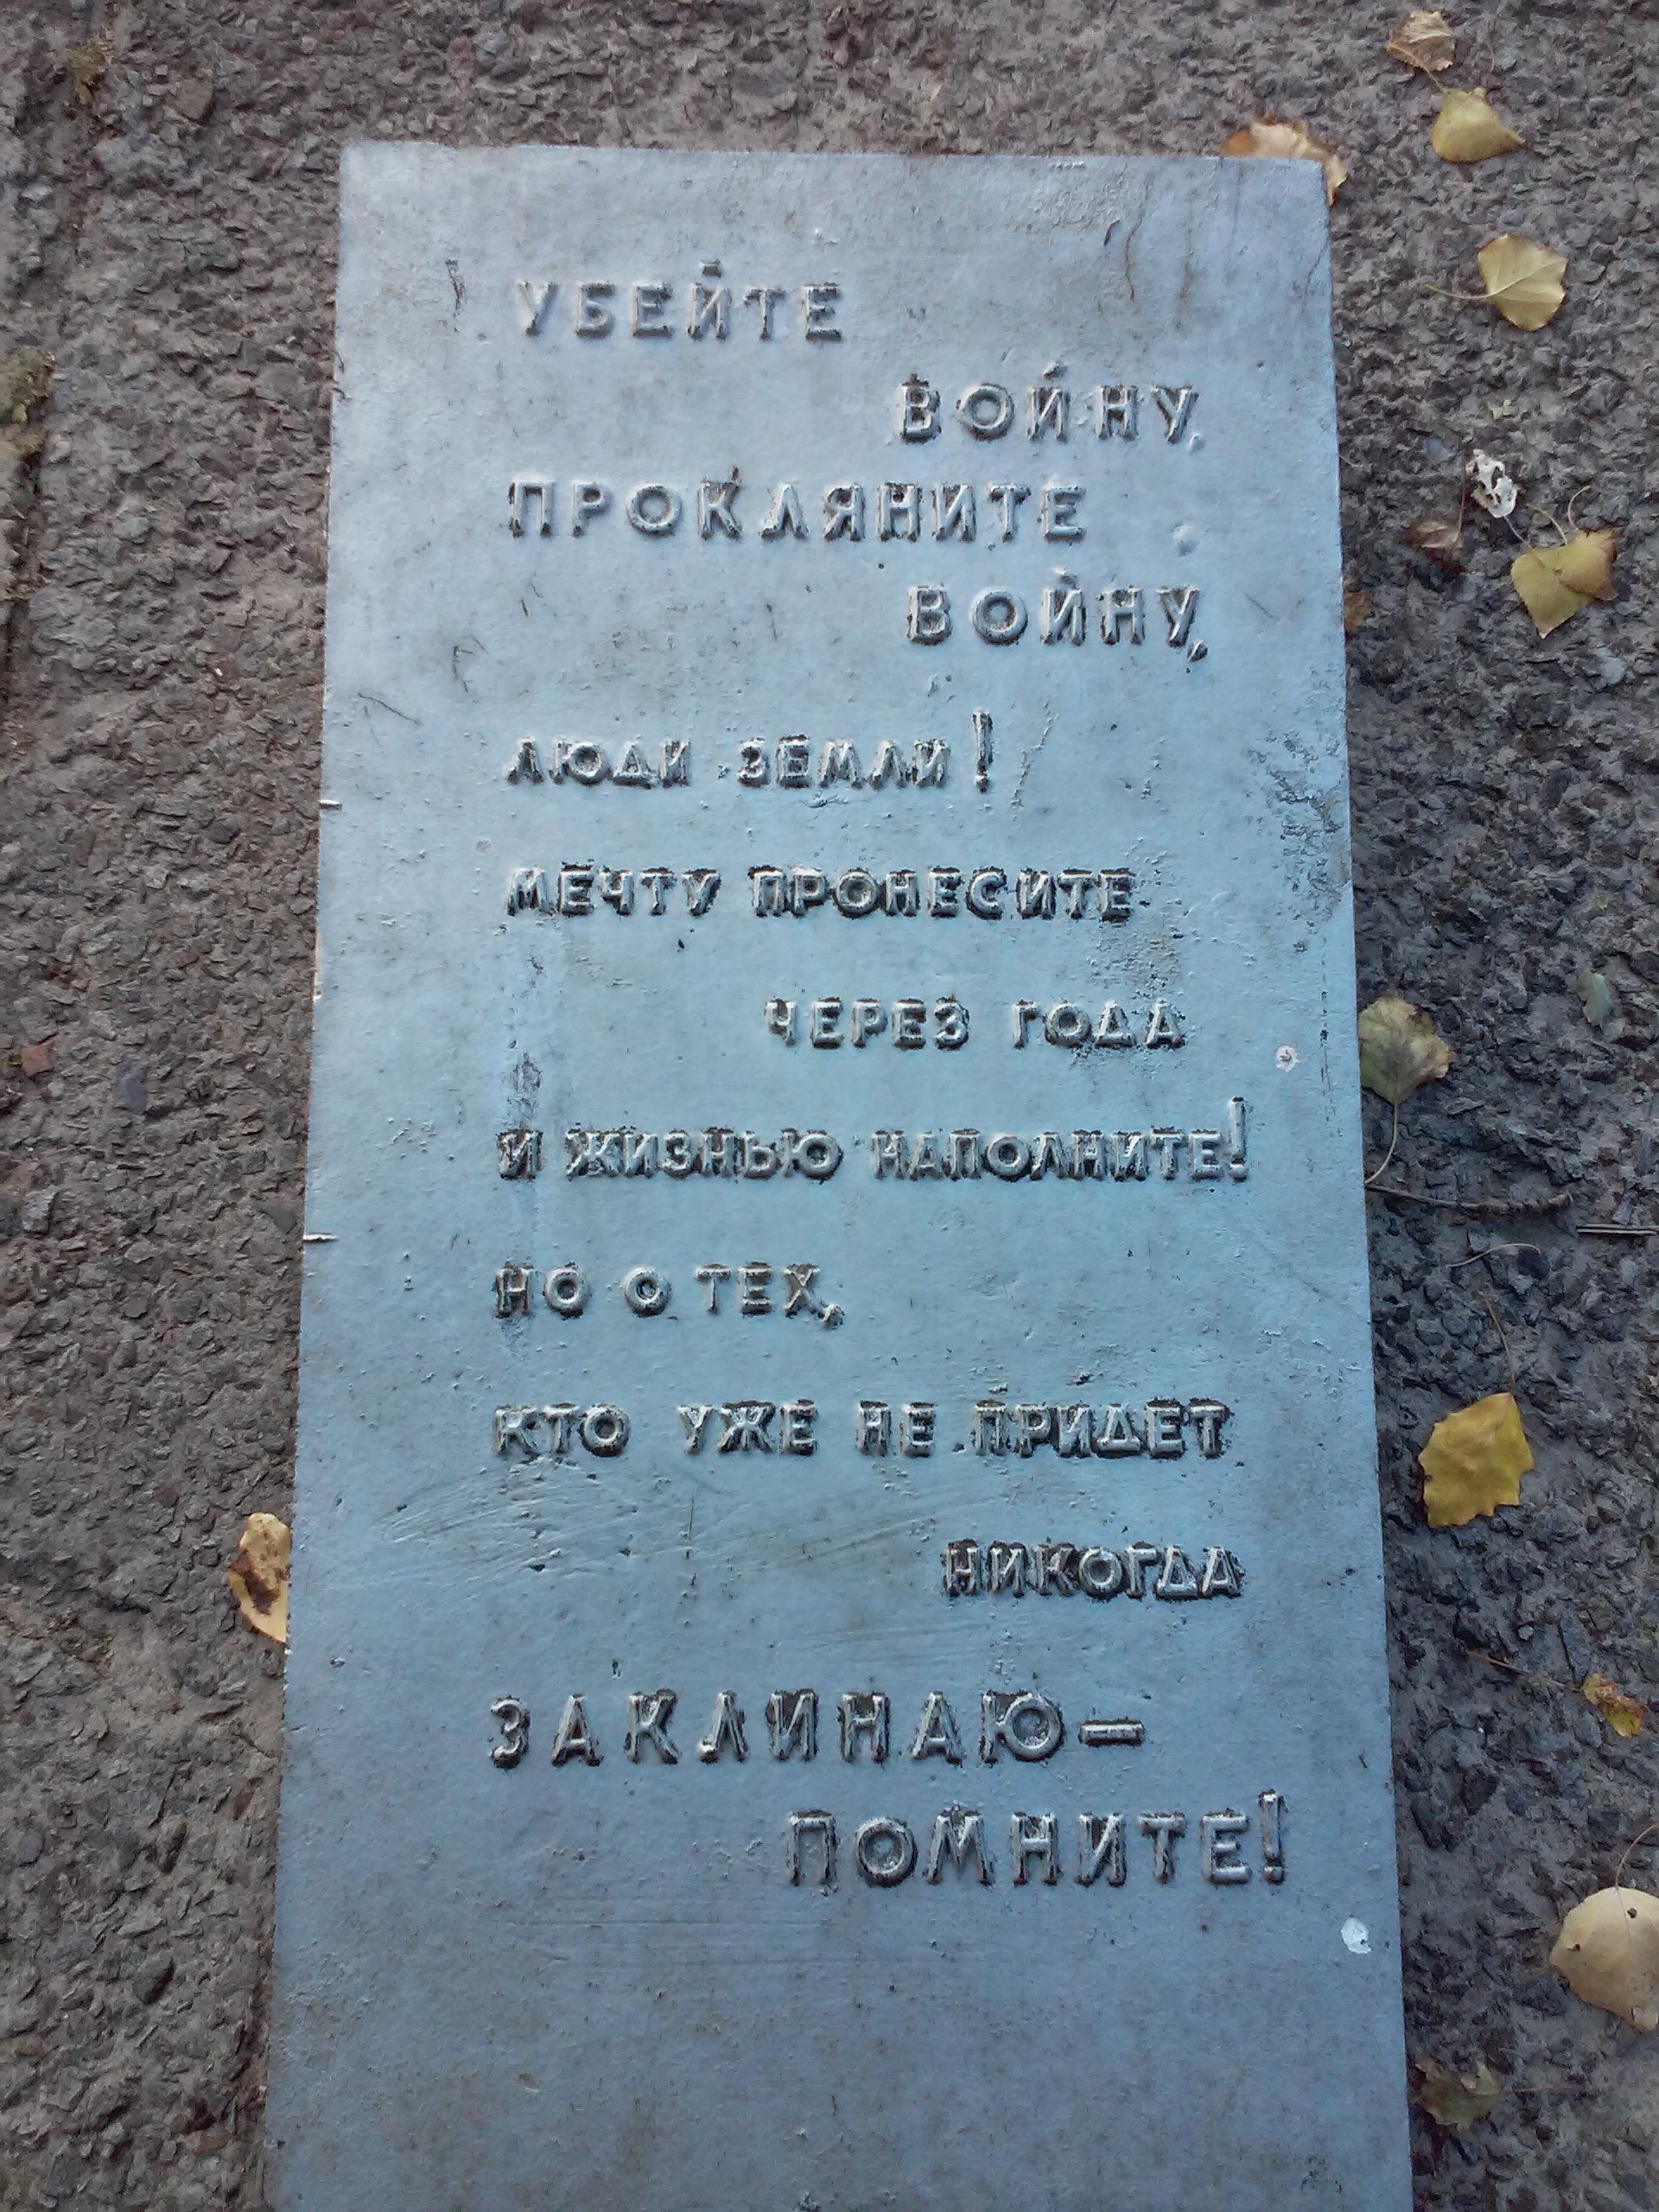 УБЕЙТЕ
ВОЙНУ,
ПРОКЛЯНИТЕ
ВОЙНУ,
ЛЮДИ ЗЕМЛИ!
МЕЧТУ ПРОНЕСИТЕ
ЧЕРЕЗ ГОДА
И ЖИЗНЬЮ НАПОЛНИТЕ!
НО О ТЕХ,
КТО УЖЕ НЕ ПРИДЕТ
НИКОГДА
ЗАКЛИНАЮ—
ПОМНИТЕ!